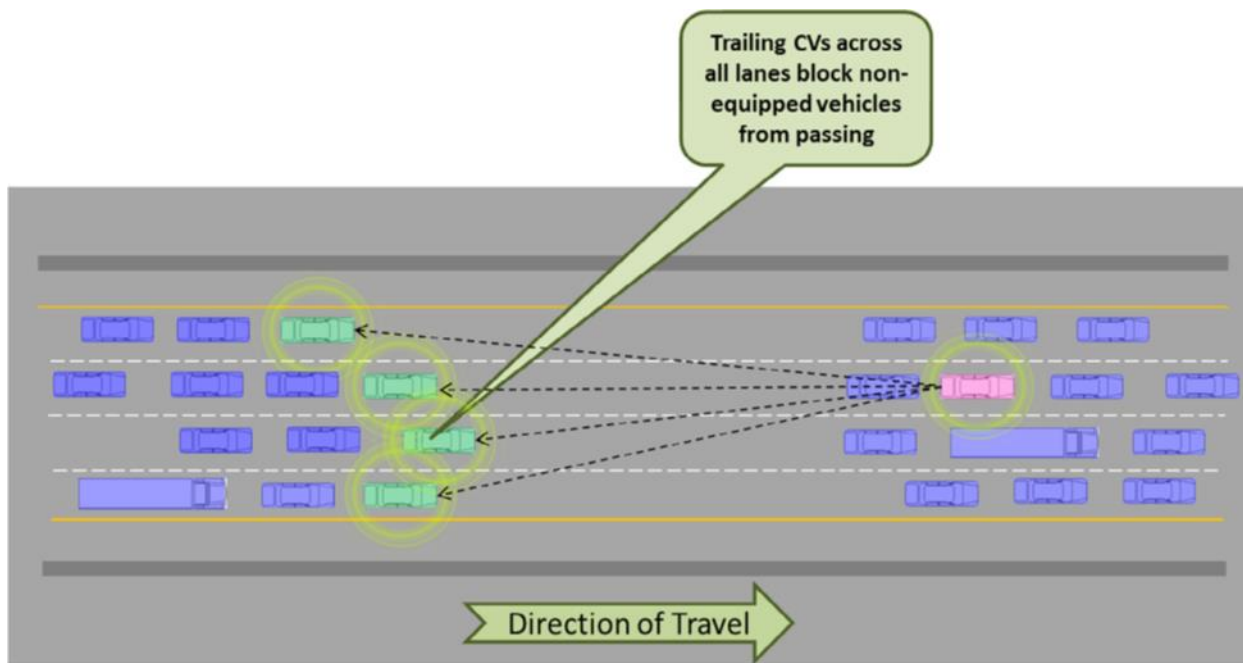 Trailing CVs across
all lanes block non-
equipped vehicles
from passing
Direction of Travel